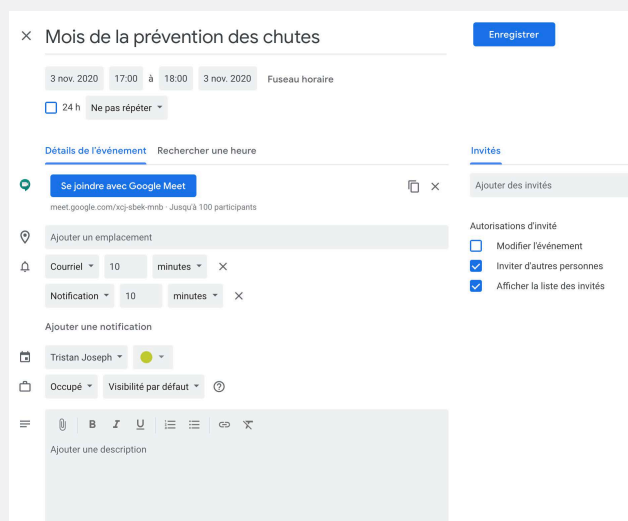 Mois de la prévention des chutes
Enregistrer
3 nov. 2020 17:00 à 18:00 3 nov. 2020 Fuseau horaire
24 h Ne pas répéter
Détails de l'événement Rechercher une heure
Invités
Se joindre avec Google Meet
meet.google.com/xcj-sbek-mnb · Jusqu'à 100 participants
Ajouter des invités
Ajouter un emplacement
Autorisations d'invité
Modifier l'événement
Inviter d'autres personnes
Afficher la liste des invités
Courriel 10 minutes
Notification 10 minutes
Ajouter une notification
Tristan Joseph
Occupé Visibilité par défaut
B I U
Ajouter une description